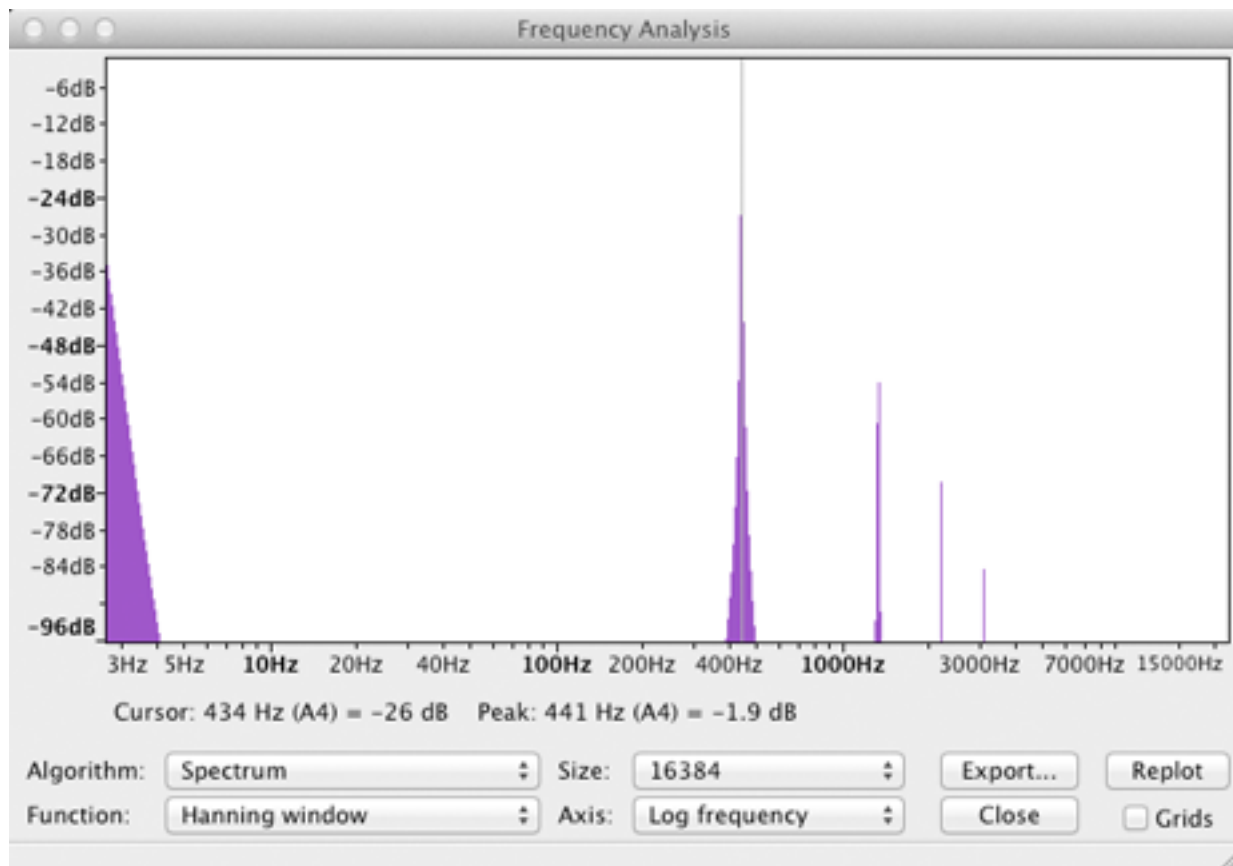 Frequency Analysis
-6dB
-12dB
-18dB
-24dB
-30dB
-36dB
-42dB
-48dB
-54dB
-60dB
-66dB
-72dB
-78dB
-84dB
-96dB
3Hz 5Hz 10Hz 20Hz 40Hz 100Hz 200Hz 400Hz 1000Hz 3000Hz 7000Hz 15000Hz
Cursor: 434 Hz (A4) = -26 dB Peak: 441 Hz (A4) = -1.9 dB
Algorithm: Spectrum Size: 16384 Export... Replot
Function: Hanning window Axis: Log frequency Close Grids